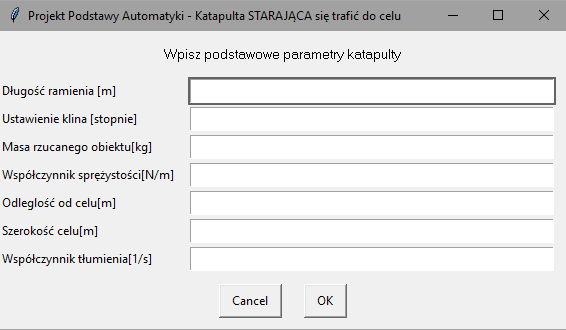 Projekt Podstawy Automatyki - Katapulta STARAJĄCA się trafić do celu
Wpisz podstawowe parametry katapulty
Długość ramienia [m]
Ustawienie klina [stopnie]
Masa rzucanego obiektu[kg]
Współczynnik sprężystości[N/m]
Odleglość od celu[m]
Szerokość celu[m]
Współczynnik tłumienia[1/s]
Cancel OK